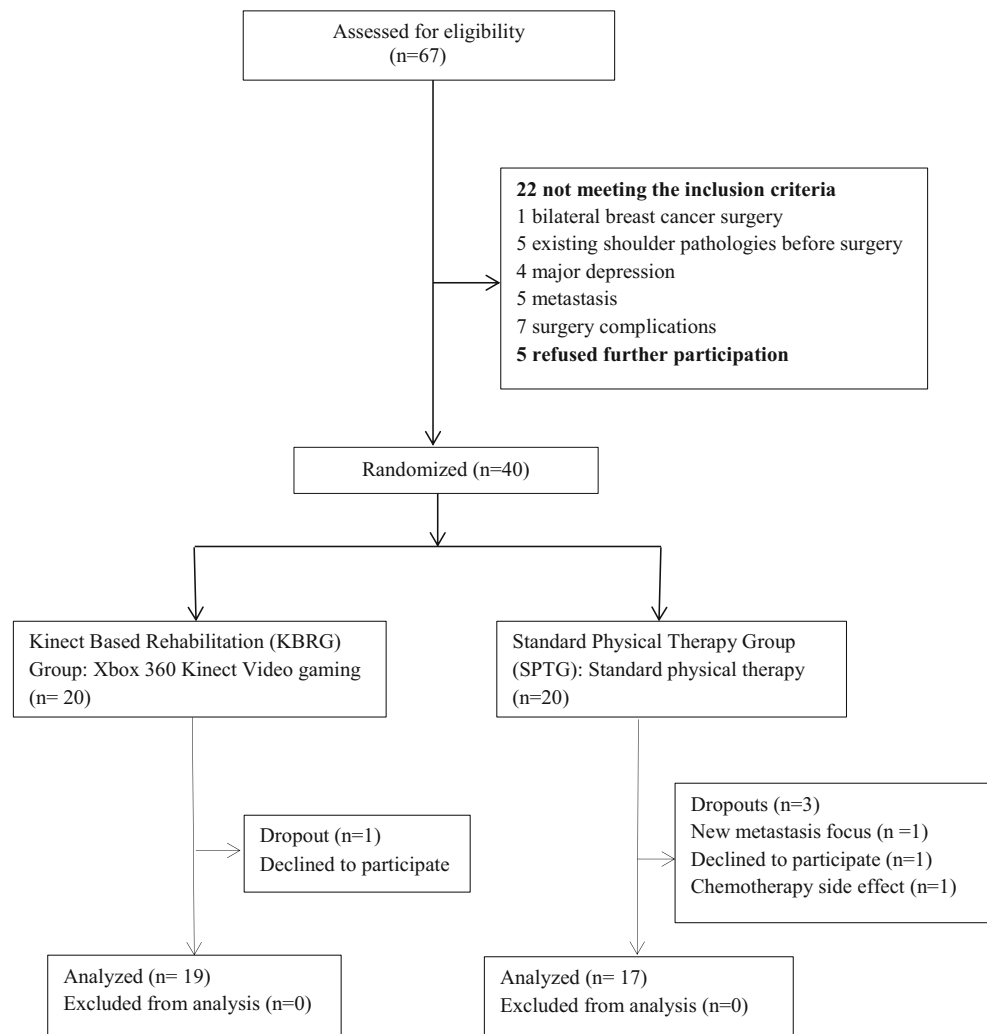 Assessed for eligibility
(n=67)
22 not meeting the inclusion criteria
1 bilateral breast cancer surgery
5 existing shoulder pathologies before surgery
4 major depression
5 metastasis
7 surgery complications
5 refused further participation
Randomized (n=40)
Kinect Based Rehabilitation (KBRG)
Group: Xbox 360 Kinect Video gaming
(n= 20)
Standard Physical Therapy Group
(SPTG): Standard physical therapy
(n=20)
Dropout (n=1)
Declined to participate
Dropouts (n=3)
New metastasis focus (n =1)
Declined to participate (n=1)
Chemotherapy side effect (n=1)
Analyzed (n= 19)
Excluded from analysis (n=0)
Analyzed (n= 17)
Excluded from analysis (n=0)